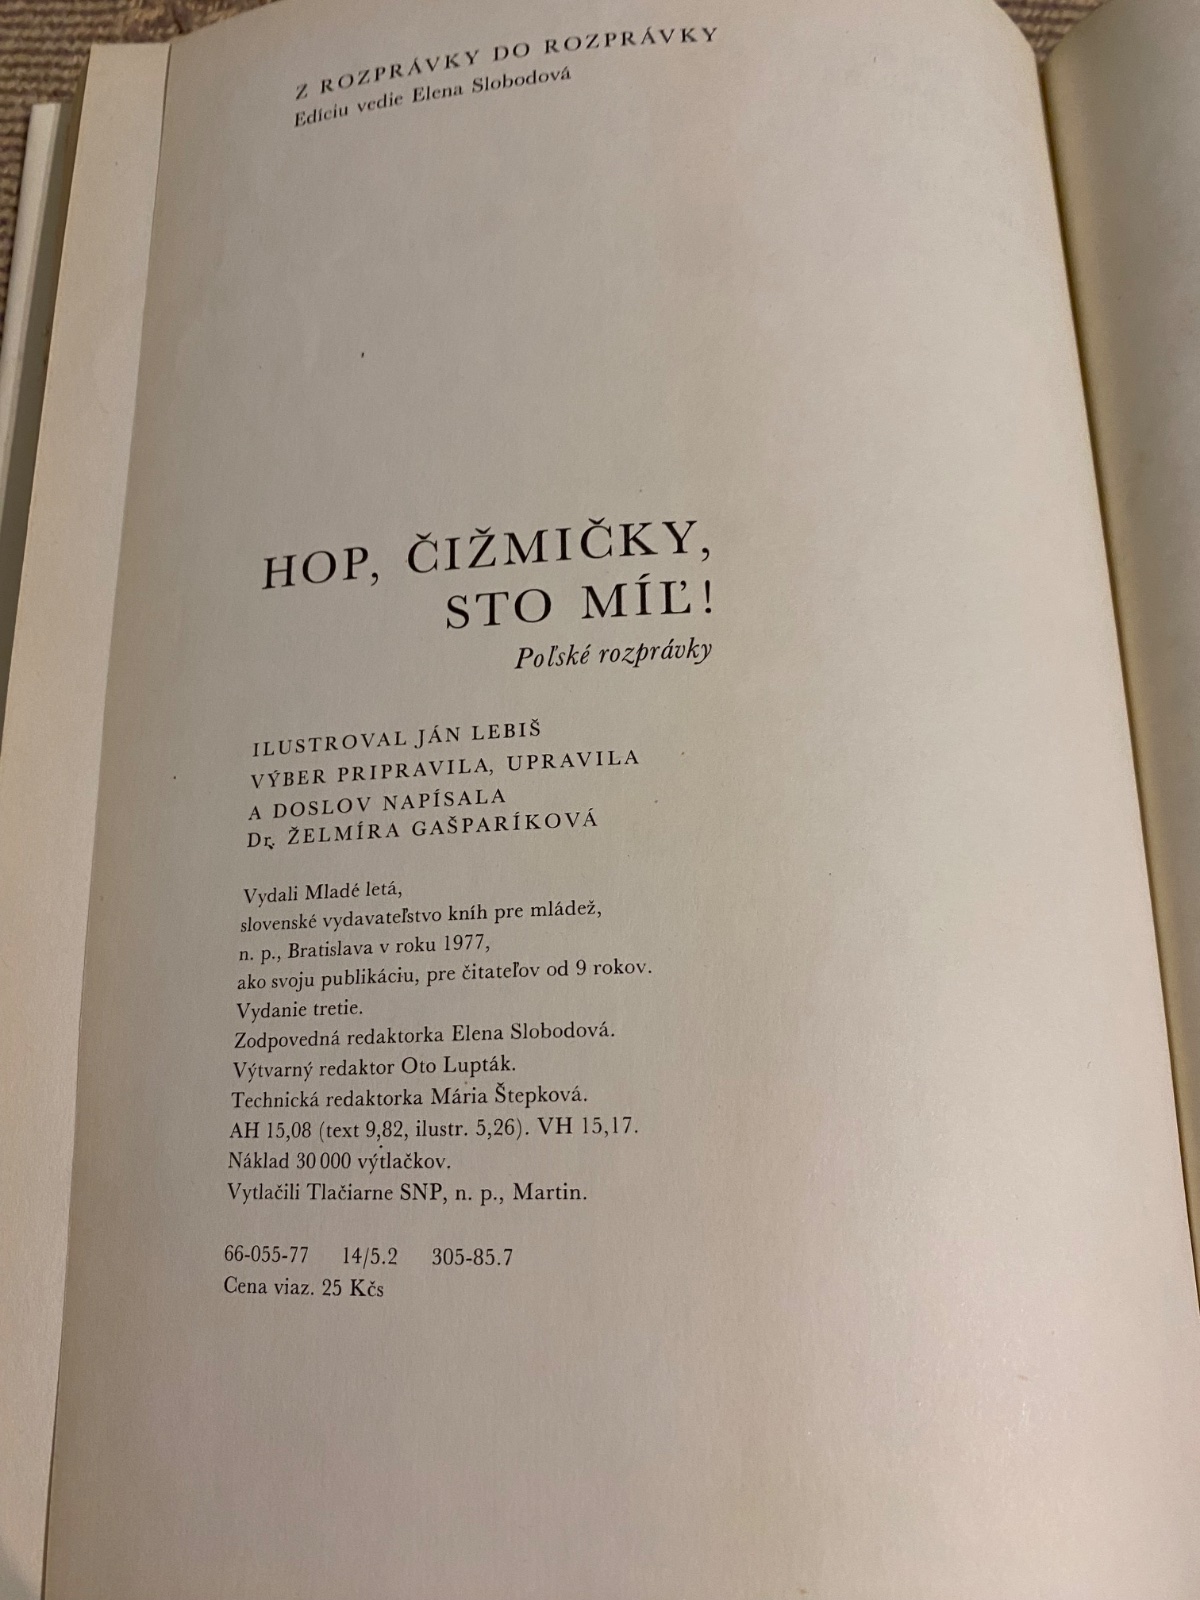 Z ROZPRÁVKY DO ROZPRÁVKY
Edíciu vedie Elena Slobodová
HOP, ČIŽMIČKY,
STO MÍĽ!
Poľské rozprávky
ILUSTROVAL JÁN LEBIŠ
VÝBER PRIPRAVILA, UPRAVILA
A DOSLOV NAPÍSALA
Dr. ŽELMÍRA GAŠPARÍKOVÁ
Vydali Mladé letá,
slovenské vydavateľstvo kníh pre mládež,
n. p., Bratislava v roku 1977,
ako svoju publikáciu, pre čitateľov od 9 rokov.
Vydanie tretie.
Zodpovedná redaktorka Elena Slobodová.
Výtvarný redaktor Oto Lupták.
Technická redaktorka Mária Štepková.
AH 15,08 (text 9,82, ilustr. 5,26). VH 15,17.
Náklad 30 000 výtlačkov.
Vytlačili Tlačiarne SNP, n. p., Martin.
66-055-77 14/5.2 305-85.7
Cena viaz. 25 Kčs